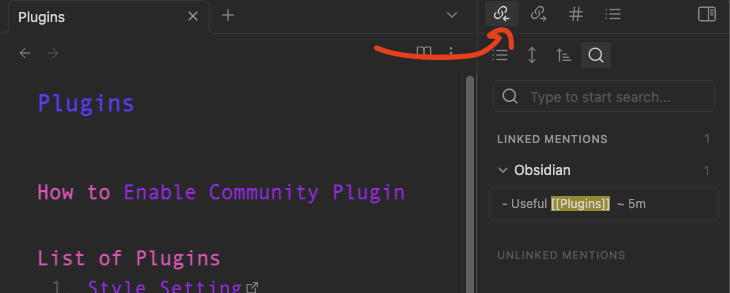 Plugins
Plugins
How to Enable Community Plugin
List of Plugins
1 Style Setting
Type to start search...
LINKED MENTIONS 1
Obsidian 1
- Useful [[Plugins]] ~ 5m
UNLINKED MENTIONS